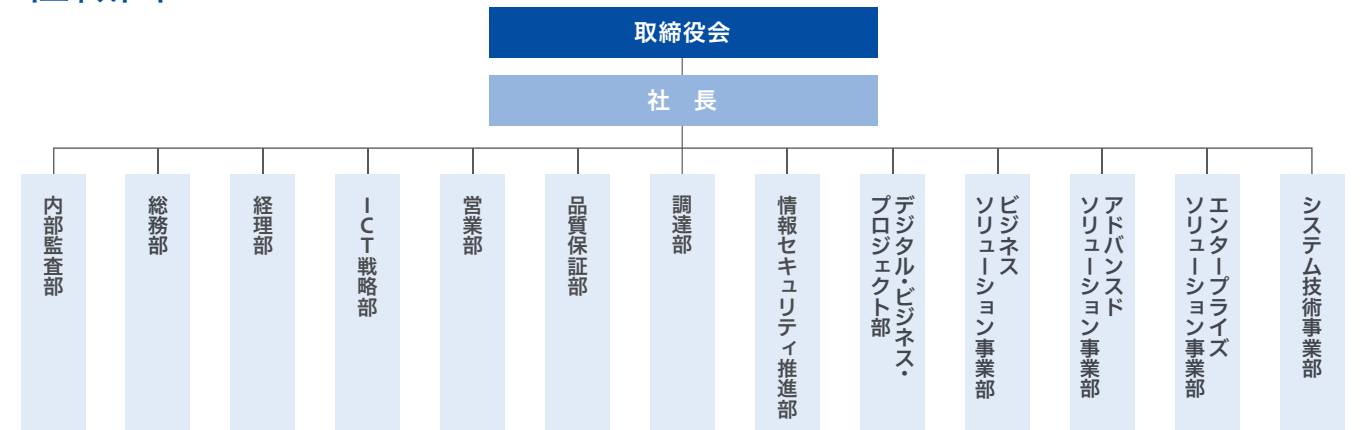 取締役会
社 長
内部監査部
総務部
経理部
ICT戦略部
営業部
品質保証部
調達部
情報セキュリティ推進部
デジタル・ビジネス・
プロジェクト部
ビジネス
ソリューション事業部
アドバンスド
ソリューション事業部
エンタープライズ
ソリューション事業部
システム技術事業部